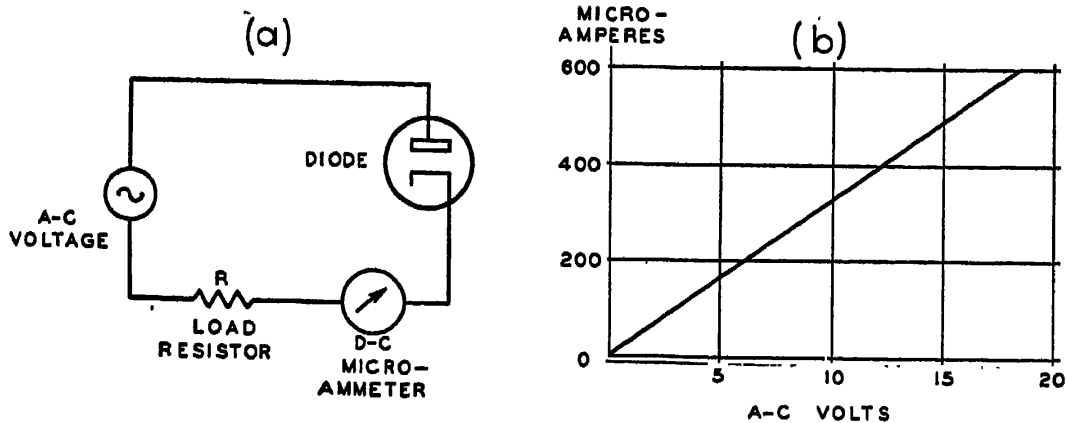 (a)
DIODE
A-C
VOLTAGE
R
LOAD
RESISTOR
D-C
MICRO-
AMMETER
MICRO-
AMPERES
(b)
600
400
200
0
5
10
15
20
A-C VOLTS